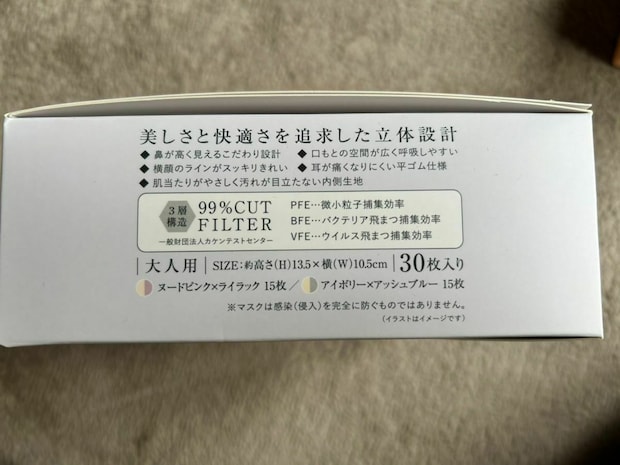 美しさと快適さを追求した立体設計
◆ 鼻が高く見えるこだわり設計 ◆ 口もとの空間が広く呼吸しやすい
◆ 横顔のラインがスッキリきれい ◆ 耳が痛くなりにくい平ゴム仕様
◆ 肌当たりがやさしく汚れが目立たない内側生地
3層構造
99%CUT
FILTER
一般財団法人カケンテストセンター
PFE…微小粒子捕集効率
BFE…バクテリア飛まつ捕集効率
VFE…ウイルス飛まつ捕集効率
大人用 SIZE:約高さ(H)13.5×横(W)10.5cm 30枚入り
ヌードピンク×ライラック 15枚/アイボリー×アッシュブルー 15枚
※マスクは感染(侵入)を完全に防ぐものではありません。
(イラストはイメージです)